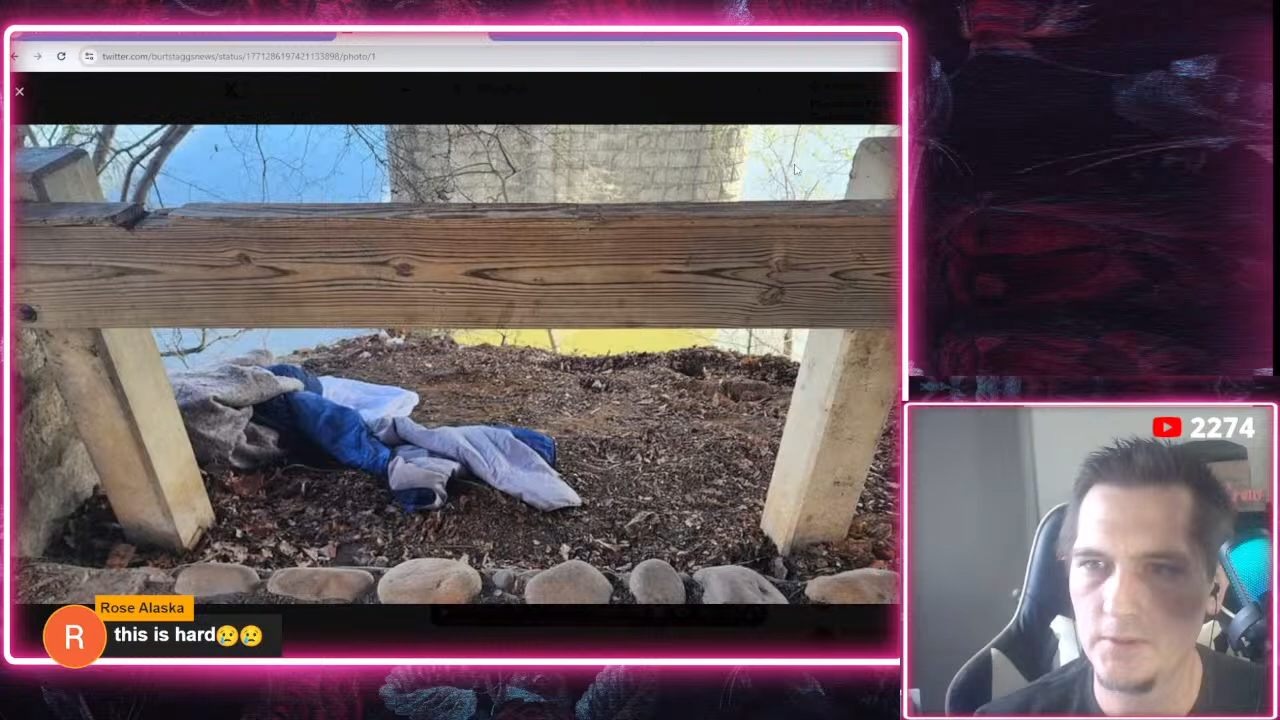 twitter.com/burtstaggsnews/status/1771286197421133898/photo/1
2274
Rose Alaska
R
this is hard😢😢